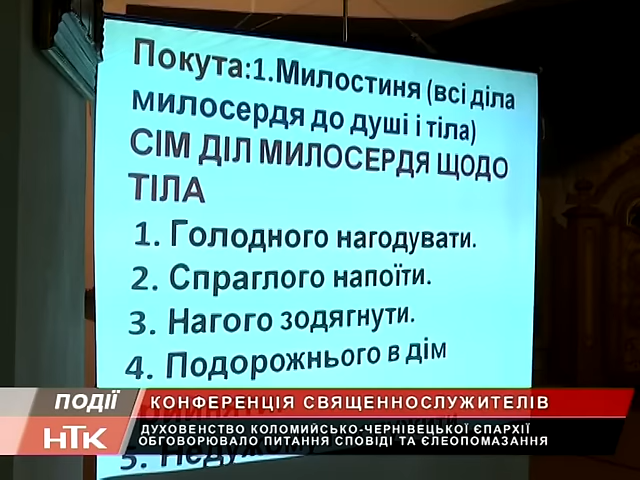 Покута:1.Милостиня (всі діла
милосердя до душі і тіла)
СІМ ДІЛ МИЛОСЕРДЯ ЩОДО
ТІЛА
1. Голодного нагодувати.
2. Спраглого напоїти.
3. Нагого зодягнути.
4. Подорожнього в дім
5. Недужому
ПОДІЇ
НТК
КОНФЕРЕНЦІЯ СВЯЩЕННОСЛУЖИТЕЛІВ
ДУХОВЕНСТВО КОЛОМИЙСЬКО-ЧЕРНІВЕЦЬКОЇ ЄПАРХІЇ
ОБГОВОРЮВАЛО ПИТАННЯ СПОВІДІ ТА ЄЛЕОПОМАЗАННЯ